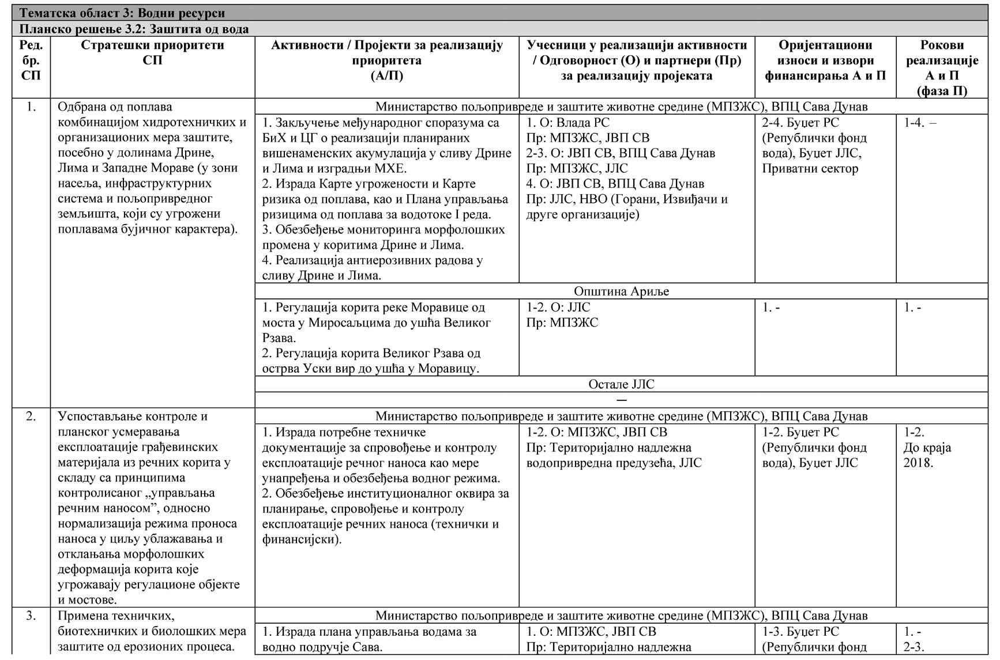 Тематска област 3: Водни ресурси
Планско решење 3.2: Заштита од вода
Ред.
бр.
СП
Стратешки приоритети
СП
Активности / Пројекти за реализацију
приоритета
(А/П)
Учесници у реализацији активности
/ Одговорност (О) и партнери (Пр)
за реализацију пројеката
Оријентациони
износи и извори
финансирања А и П
Рокови
реализације
А и П
(фаза П)
1.
Одбрана од поплава
комбинацијом хидротехничких и
организационих мера заштите,
посебно у долинама Дрине,
Лима и Западне Мораве (у зони
насеља, инфраструктурних
система и пољопривредног
земљишта, који су угрожени
поплавама бујичног карактера).
Министарство пољопривреде и заштите животне средине (МПЗЖС), ВПЦ Сава Дунав
1. Закључење међународног споразума са
БиХ и ЦГ о реализацији планираних
вишенаменских акумулација у сливу Дрине
и Лима и изградњи МХЕ.
2. Израда Карте угрожености и Карте
ризика од поплава, као и Плана управљања
ризицима од поплава за водотоке I реда.
3. Обезбеђење мониторинга морфолошких
промена у коритима Дрине и Лима.
4. Реализација антиерозивних радова у
сливу Дрине и Лима.
1. О: Влада РС
Пр: МПЗЖС, ЈВП СВ
2-3. О: ЈВП СВ, ВПЦ Сава Дунав
Пр: МПЗЖС, ЈЛС
4. О: ЈВП СВ, ВПЦ Сава Дунав
Пр: ЈЛС, НВО (Горани, Извиђачи и
друге организације)
2-4. Буџет РС
(Републички фонд
вода), Буџет ЈЛС,
Приватни сектор
1-4. –
Општина Ариље
1. Регулација корита реке Моравице од
моста у Миросаљцима до ушћа Великог
Рзава.
2. Регулација корита Великог Рзава од
острва Уски вир до ушћа у Моравицу.
1-2. О: ЈЛС
Пр: МПЗЖС
1. -
1. -
Остале ЈЛС
—
2.
Успостављање контроле и
планског усмеравања
експлоатације грађевинских
материјала из речних корита у
складу са принципима
контролисаног „управљања
речним наносом”, односно
нормализација режима проноса
наноса у циљу ублажавања и
отклањања морфолошких
деформација корита које
угрожавају регулационе објекте
и мостове.
Министарство пољопривреде и заштите животне средине (МПЗЖС), ВПЦ Сава Дунав
1. Израда потребне техничке
документације за спровођење и контролу
експлоатације речног наноса као мере
унапређења и обезбеђења водног режима.
2. Обезбеђење институционалног оквира за
планирање, спровођење и контролу
експлоатације речних наноса (технички и
финансијски).
1-2. О: МПЗЖС, ЈВП СВ
Пр: Територијално надлежна
водопривредна предузећа, ЈЛС
1-2. Буџет РС
(Републички фонд
вода), Буџет ЈЛС
1-2.
До краја
2018.
3.
Примена техничких,
биотехничких и биолошких мера
заштите од ерозионих процеса.
Министарство пољопривреде и заштите животне средине (МПЗЖС), ВПЦ Сава Дунав
1. Израда плана управљања водама за
водно подручје Сава.
1. О: МПЗЖС, ЈВП СВ
Пр: Територијално надлежна
1-3. Буџет РС
(Републички фонд
1. -
2-3.